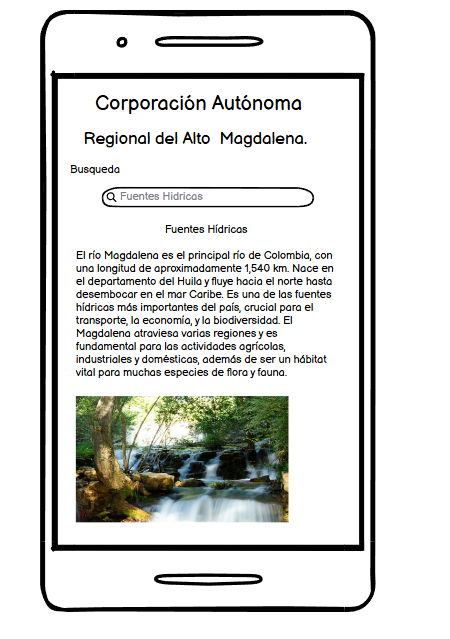 Corporación Autónoma
Regional del Alto Magdalena.
Busqueda
Fuentes Hidricas
Fuentes Hídricas
El río Magdalena es el principal río de Colombia, con
una longitud de aproximadamente 1,540 km. Nace en
el departamento del Huila y fluye hacia el norte hasta
desembocar en el mar Caribe. Es una de las fuentes
hídricas más importantes del país, crucial para el
transporte, la economía, y la biodiversidad. El
Magdalena atraviesa varias regiones y es
fundamental para las actividades agrícolas,
industriales y domésticas, además de ser un hábitat
vital para muchas especies de flora y fauna.